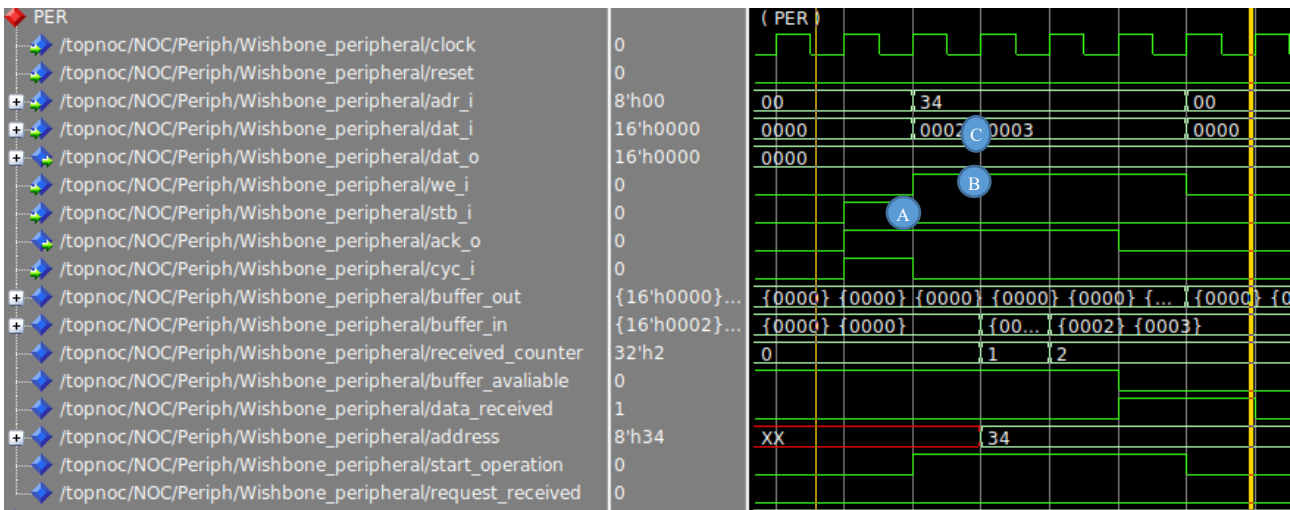 PER ( PER )
/topnoc/NOC/Periph/Wishbone_peripheral/clock 0
/topnoc/NOC/Periph/Wishbone_peripheral/reset 0
/topnoc/NOC/Periph/Wishbone_peripheral/adr_i 8'h00 00 34 00
/topnoc/NOC/Periph/Wishbone_peripheral/dat_i 16'h0000 0000 0002 C 0003 0000
/topnoc/NOC/Periph/Wishbone_peripheral/dat_o 16'h0000 0000
/topnoc/NOC/Periph/Wishbone_peripheral/we_i 0 B
/topnoc/NOC/Periph/Wishbone_peripheral/stb_i 0 A
/topnoc/NOC/Periph/Wishbone_peripheral/ack_o 0
/topnoc/NOC/Periph/Wishbone_peripheral/cyc_i 0
/topnoc/NOC/Periph/Wishbone_peripheral/buffer_out {16'h0000}... {0000} {0000} {0000} {0000} {0000} {... {0000} {0
/topnoc/NOC/Periph/Wishbone_peripheral/buffer_in {16'h0002}... {0000} {0000} {00... {0002} {0003}
/topnoc/NOC/Periph/Wishbone_peripheral/received_counter 32'h2 0 1 2
/topnoc/NOC/Periph/Wishbone_peripheral/buffer_avaliable 0
/topnoc/NOC/Periph/Wishbone_peripheral/data_received 1
/topnoc/NOC/Periph/Wishbone_peripheral/address 8'h34 XX 34
/topnoc/NOC/Periph/Wishbone_peripheral/start_operation 0
/topnoc/NOC/Periph/Wishbone_peripheral/request_received 0